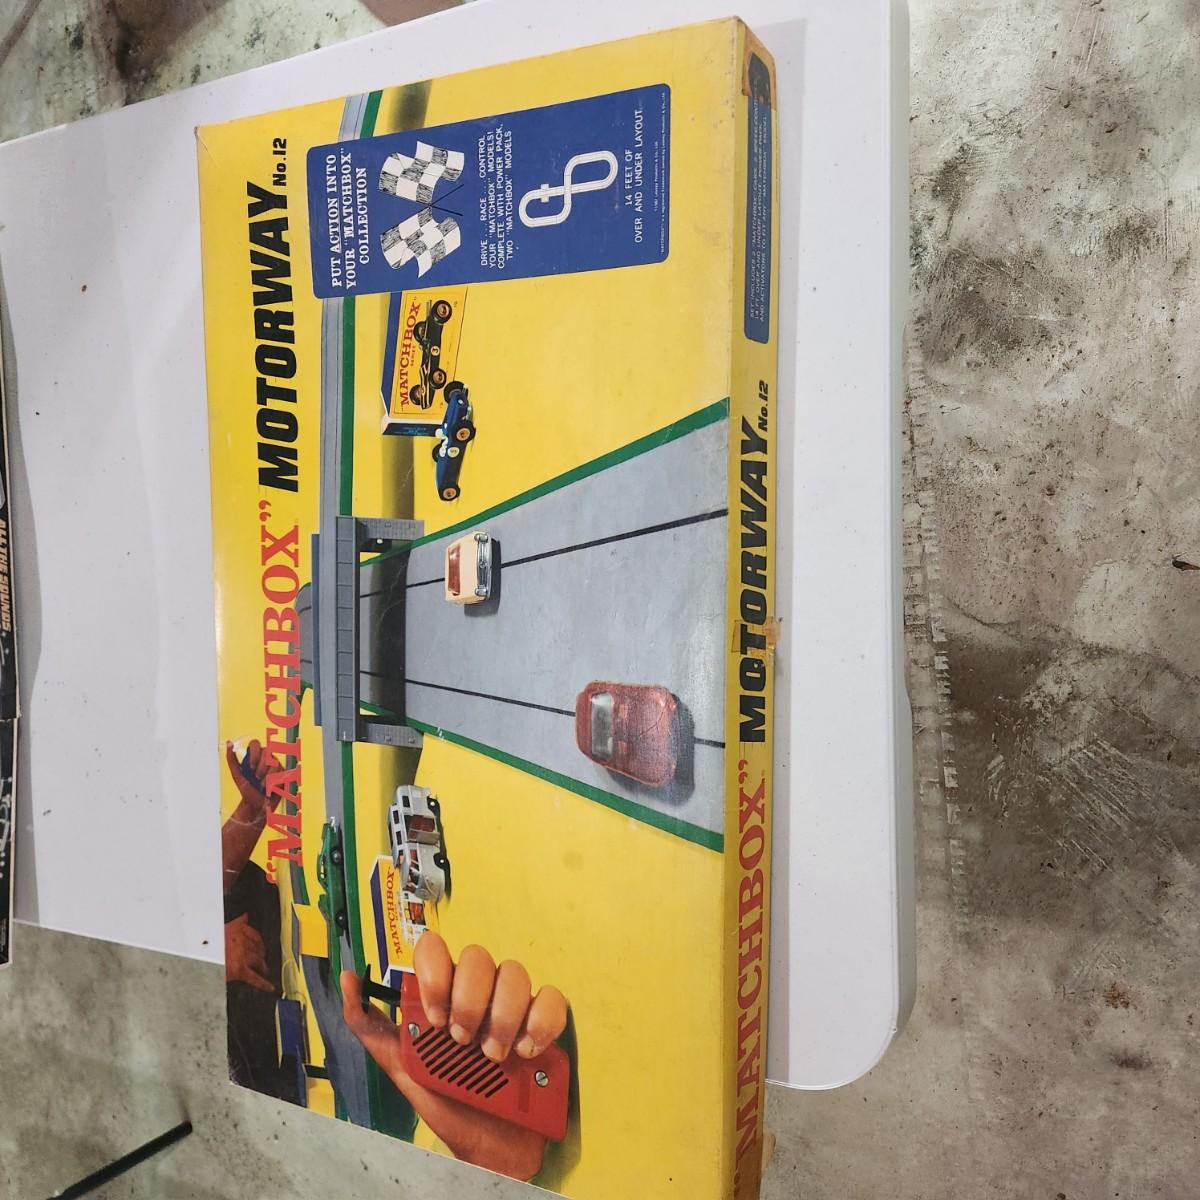 "MATCHBOX" MOTORWAY No.12
PUT ACTION INTO
YOUR "MATCHBOX"
COLLECTION
DRIVE ... RACE ... CONTROL
YOUR "MATCHBOX" MODELS!
COMPLETE WITH POWER PACK,
TWO "MATCHBOX" MODELS
14 FEET OF
OVER AND UNDER LAYOUT
MATCHBOX
SERIES
MATCHBOX
"MATCHBOX" MOTORWAY No.12